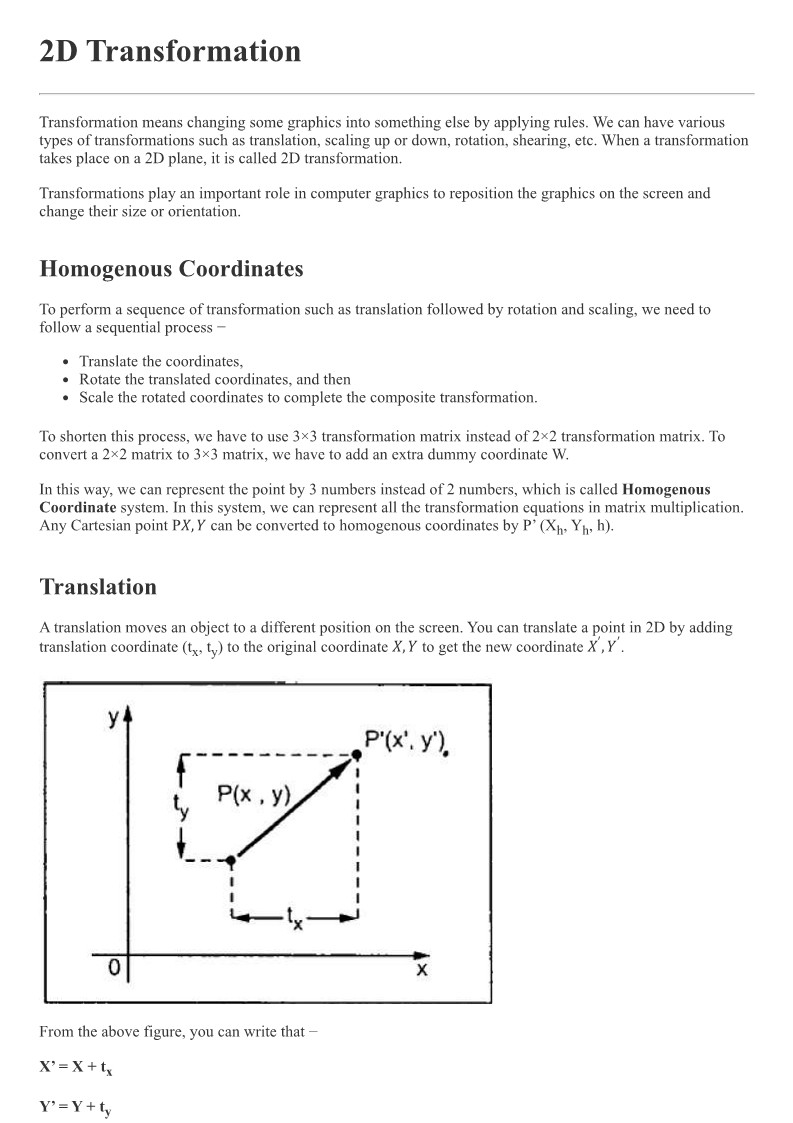 2D Transformation
Transformation means changing some graphics into something else by applying rules. We can have various
types of transformations such as translation, scaling up or down, rotation, shearing, etc. When a transformation
takes place on a 2D plane, it is called 2D transformation.
Transformations play an important role in computer graphics to reposition the graphics on the screen and
change their size or orientation.
Homogenous Coordinates
To perform a sequence of transformation such as translation followed by rotation and scaling, we need to
follow a sequential process −
• Translate the coordinates,
• Rotate the translated coordinates, and then
• Scale the rotated coordinates to complete the composite transformation.
To shorten this process, we have to use 3×3 transformation matrix instead of 2×2 transformation matrix. To
convert a 2×2 matrix to 3×3 matrix, we have to add an extra dummy coordinate W.
In this way, we can represent the point by 3 numbers instead of 2 numbers, which is called Homogenous
Coordinate system. In this system, we can represent all the transformation equations in matrix multiplication.
Any Cartesian point PX,Y can be converted to homogenous coordinates by P’ (Xh, Yh, h).
Translation
A translation moves an object to a different position on the screen. You can translate a point in 2D by adding
translation coordinate (tx, ty) to the original coordinate X,Y to get the new coordinate X′,Y′.
y
P'(x', y')
P(x , y)
ty
tx
0
x
From the above figure, you can write that −
X’ = X + tx
Y’ = Y + ty